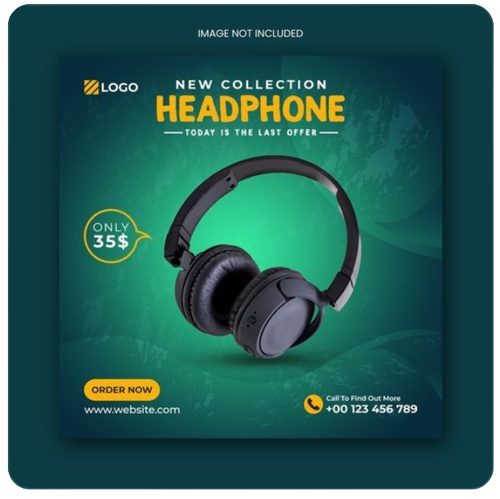 IMAGE NOT INCLUDED
LOGO
NEW COLLECTION
HEADPHONE
TODAY IS THE LAST OFFER
ONLY
35$
ORDER NOW
www.website.com
Call To Find Out More
+00 123 456 789